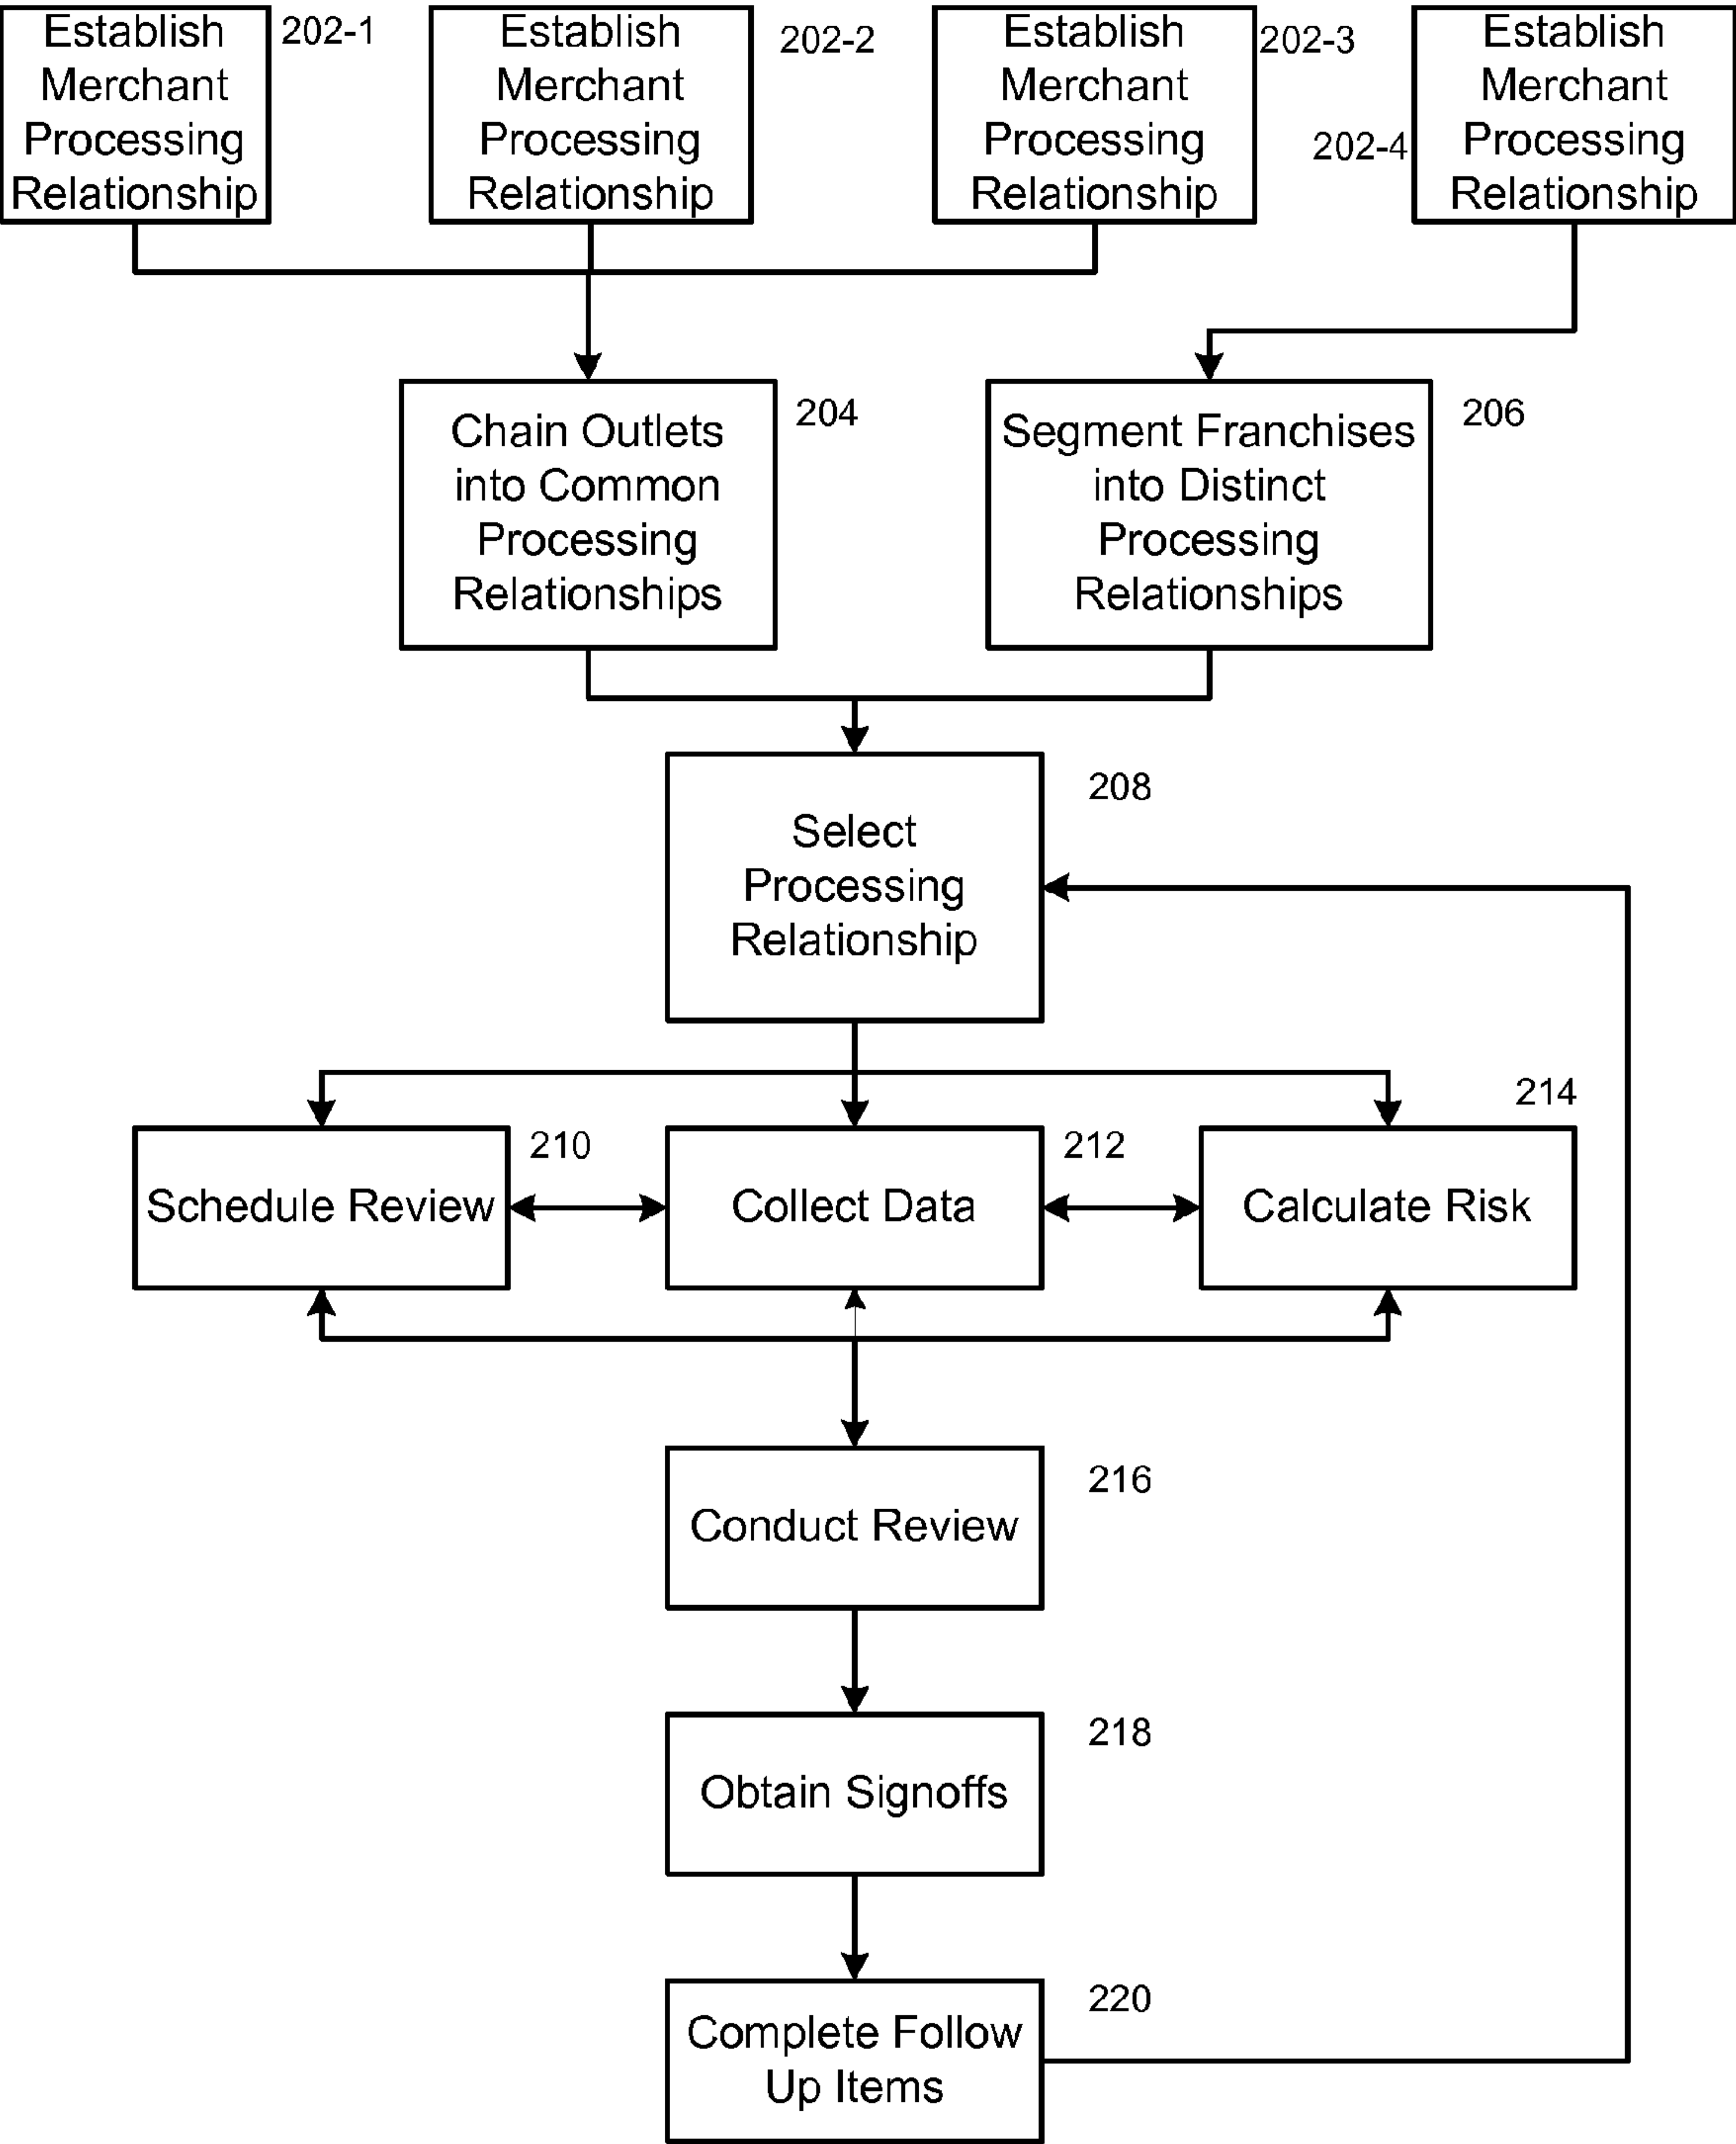 Establish
Merchant
Processing
Relationship
202-1
Establish
Merchant
Processing
Relationship
202-2
Establish
Merchant
Processing
Relationship
202-3
Establish
Merchant
Processing
Relationship
202-4
Chain Outlets
into Common
Processing
Relationships
204
Segment Franchises
into Distinct
Processing
Relationships
206
Select
Processing
Relationship
208
Schedule Review
210
Collect Data
212
Calculate Risk
214
Conduct Review
216
Obtain Signoffs
218
Complete Follow
Up Items
220